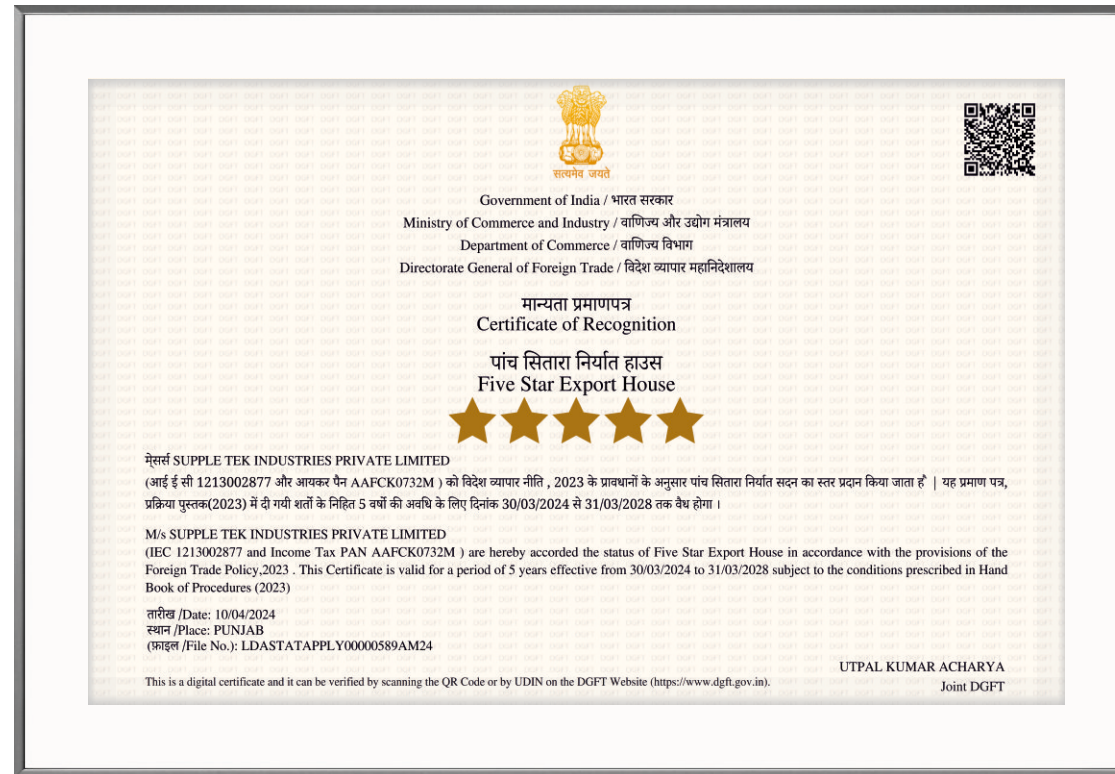 सत्यमेव जयते
Government of India / भारत सरकार
Ministry of Commerce and Industry / वाणिज्य और उद्योग मंत्रालय
Department of Commerce / वाणिज्य विभाग
Directorate General of Foreign Trade / विदेश व्यापार महानिदेशालय
मान्यता प्रमाणपत्र
Certificate of Recognition
पांच सितारा निर्यात हाउस
Five Star Export House
मे्सर्स SUPPLE TEK INDUSTRIES PRIVATE LIMITED
(आई ई सी 1213002877 और आयकर पैन AAFCK0732M ) को विदेश व्यापार नीति , 2023 के प्रावधानों के अनुसार पांच सितारा निर्यात सदन का स्तर प्रदान किया जाता है | यह प्रमाण पत्र,
प्रक्रिया पुस्तक(2023) में दी गयी शर्तो के निहित 5 वर्षो की अवधि के लिए दिनांक 30/03/2024 से 31/03/2028 तक वैध होगा ।
M/s SUPPLE TEK INDUSTRIES PRIVATE LIMITED
(IEC 1213002877 and Income Tax PAN AAFCK0732M ) are hereby accorded the status of Five Star Export House in accordance with the provisions of the
Foreign Trade Policy,2023 . This Certificate is valid for a period of 5 years effective from 30/03/2024 to 31/03/2028 subject to the conditions prescribed in Hand
Book of Procedures (2023)
तारीख /Date: 10/04/2024
स्थान /Place: PUNJAB
(फ़ाइल /File No.): LDASTATAPPLY00000589AM24
UTPAL KUMAR ACHARYA
This is a digital certificate and it can be verified by scanning the QR Code or by UDIN on the DGFT Website (https://www.dgft.gov.in).
Joint DGFT